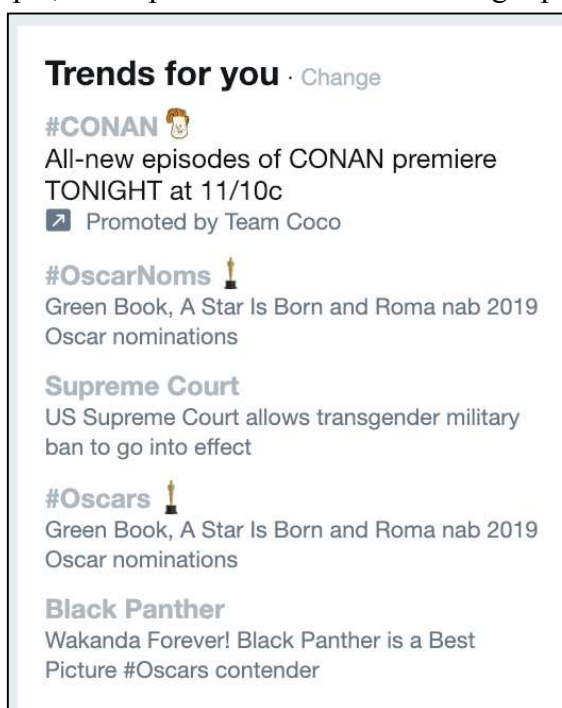 Trends for you · Change
#CONAN
All-new episodes of CONAN premiere
TONIGHT at 11/10c
Promoted by Team Coco
#OscarNoms
Green Book, A Star Is Born and Roma nab 2019
Oscar nominations
Supreme Court
US Supreme Court allows transgender military
ban to go into effect
#Oscars
Green Book, A Star Is Born and Roma nab 2019
Oscar nominations
Black Panther
Wakanda Forever! Black Panther is a Best
Picture #Oscars contender